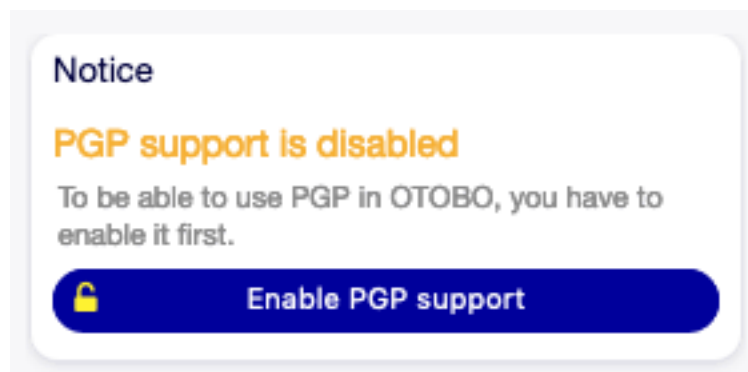 Notice
PGP support is disabled
To be able to use PGP in OTOBO, you have to
enable it first.
Enable PGP support